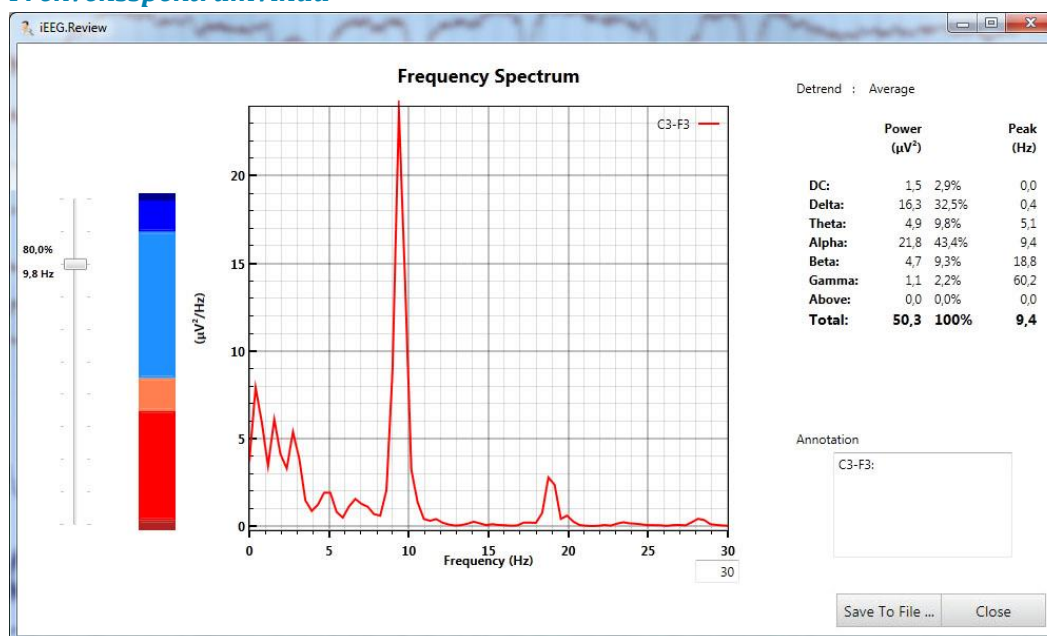 iEEG.Review
Frequency Spectrum
Detrend : Average
C3-F3
Power Peak
(µV²) (Hz)
DC: 1,5 2,9% 0,0
Delta: 16,3 32,5% 0,4
Theta: 4,9 9,8% 5,1
Alpha: 21,8 43,4% 9,4
Beta: 4,7 9,3% 18,8
Gamma: 1,1 2,2% 60,2
Above: 0,0 0,0% 0,0
Total: 50,3 100% 9,4
80,0%
9,8 Hz
(µV²/Hz)
20
15
10
5
0
0 5 10 15 20 25 30
Frequency (Hz)
30
Annotation
C3-F3:
Save To File ...
Close